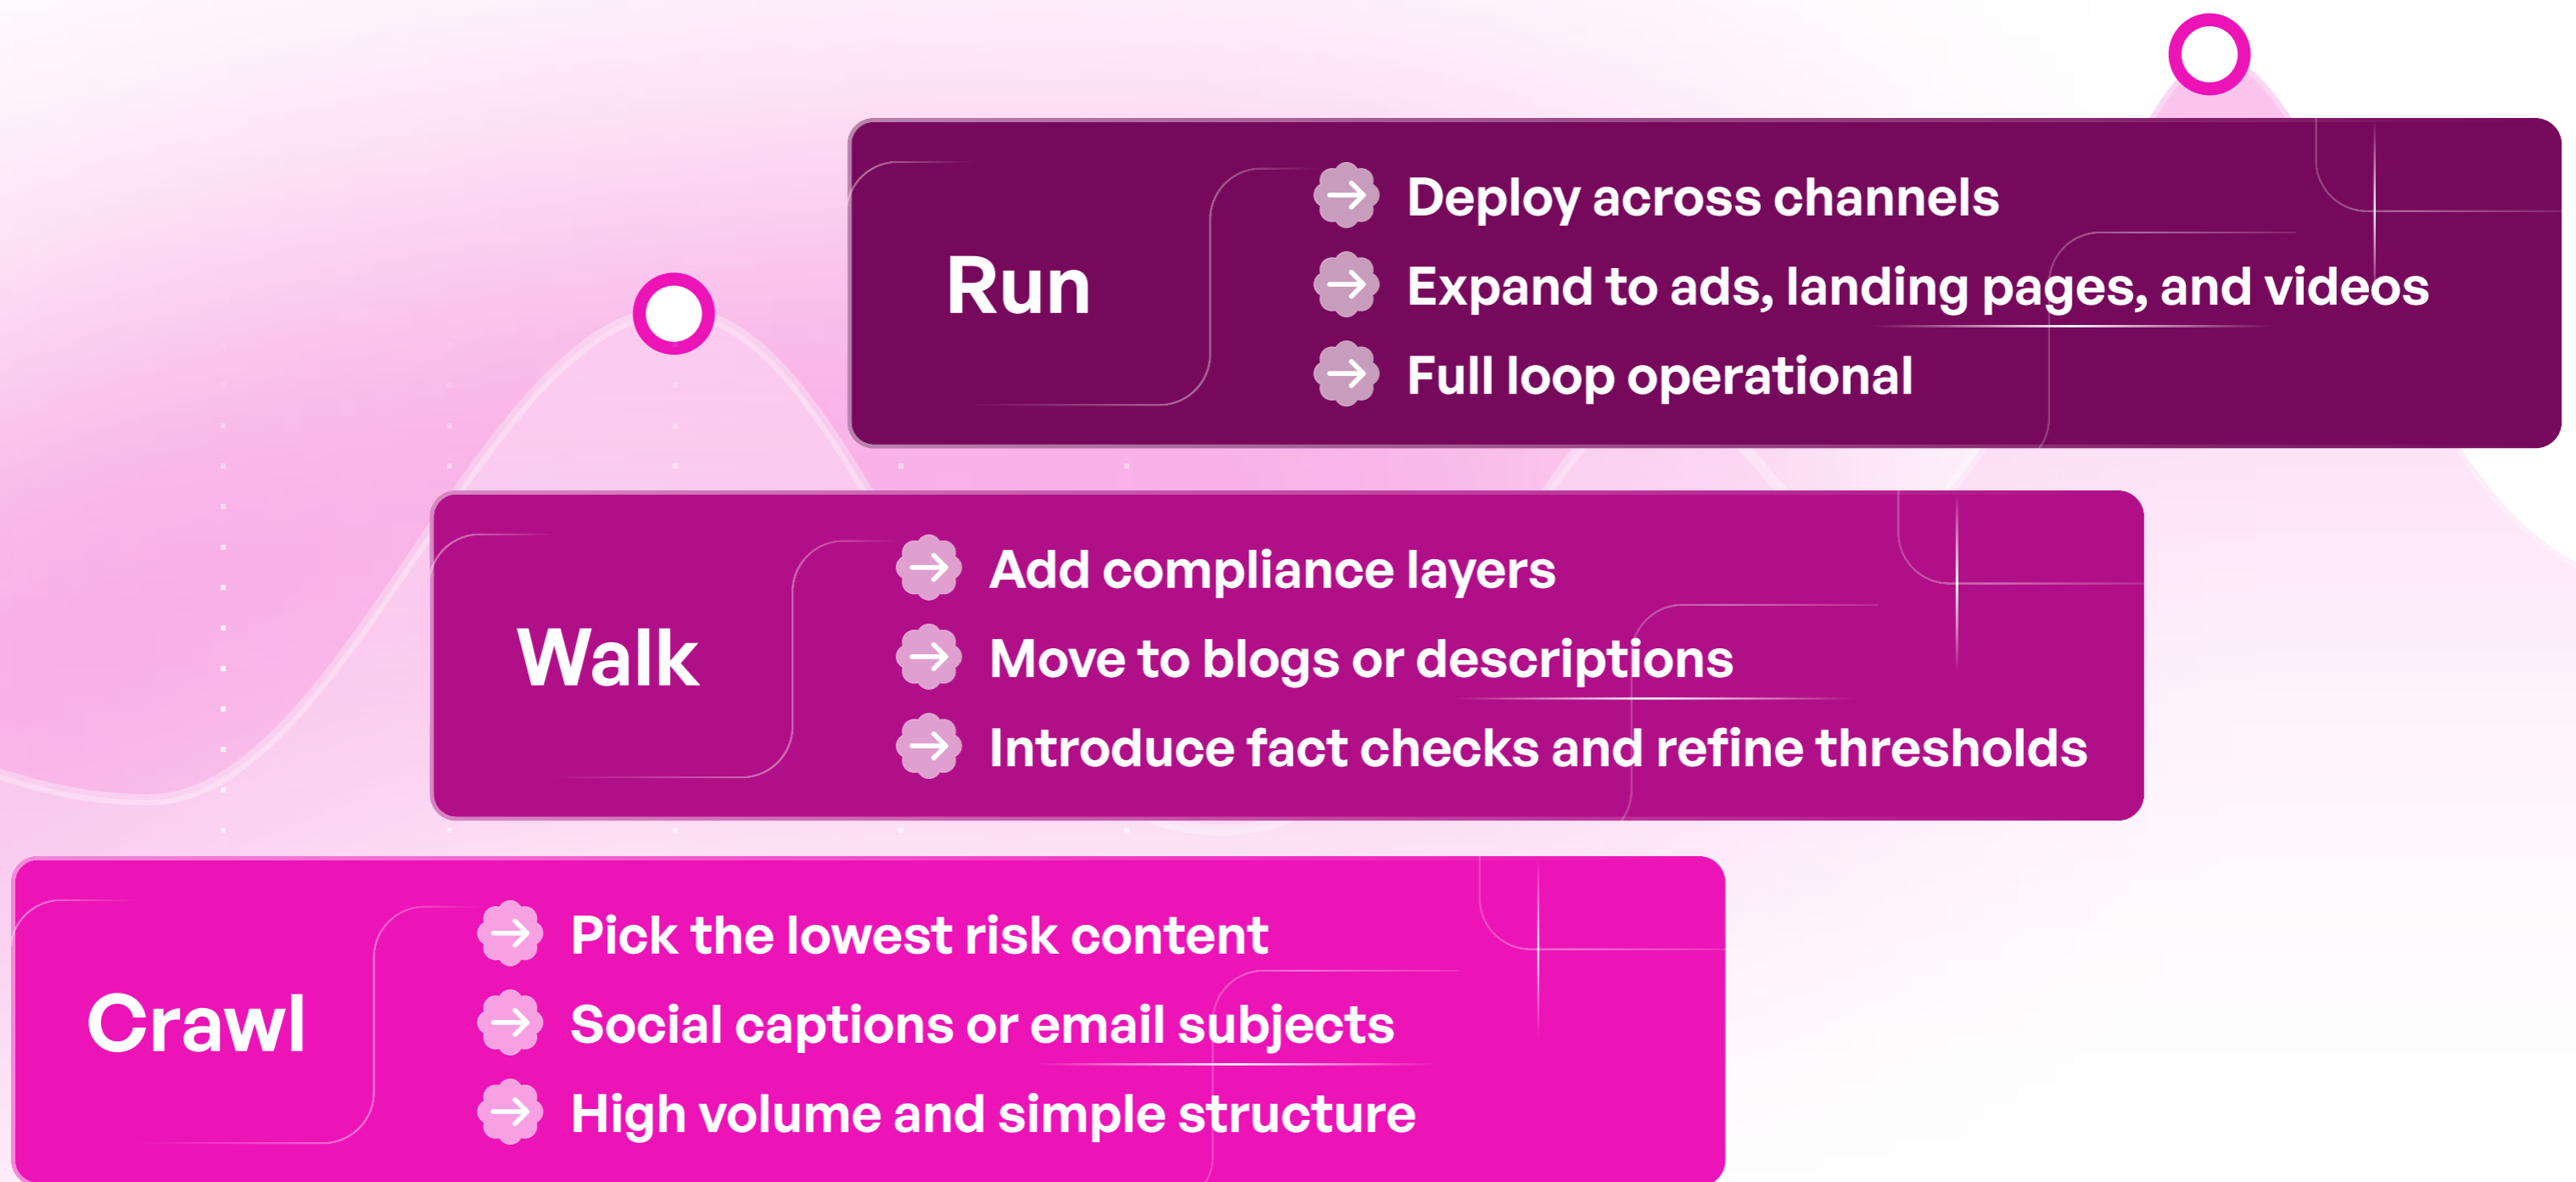 Run
Deploy across channels
Expand to ads, landing pages, and videos
Full loop operational
Walk
Add compliance layers
Move to blogs or descriptions
Introduce fact checks and refine thresholds
Crawl
Pick the lowest risk content
Social captions or email subjects
High volume and simple structure